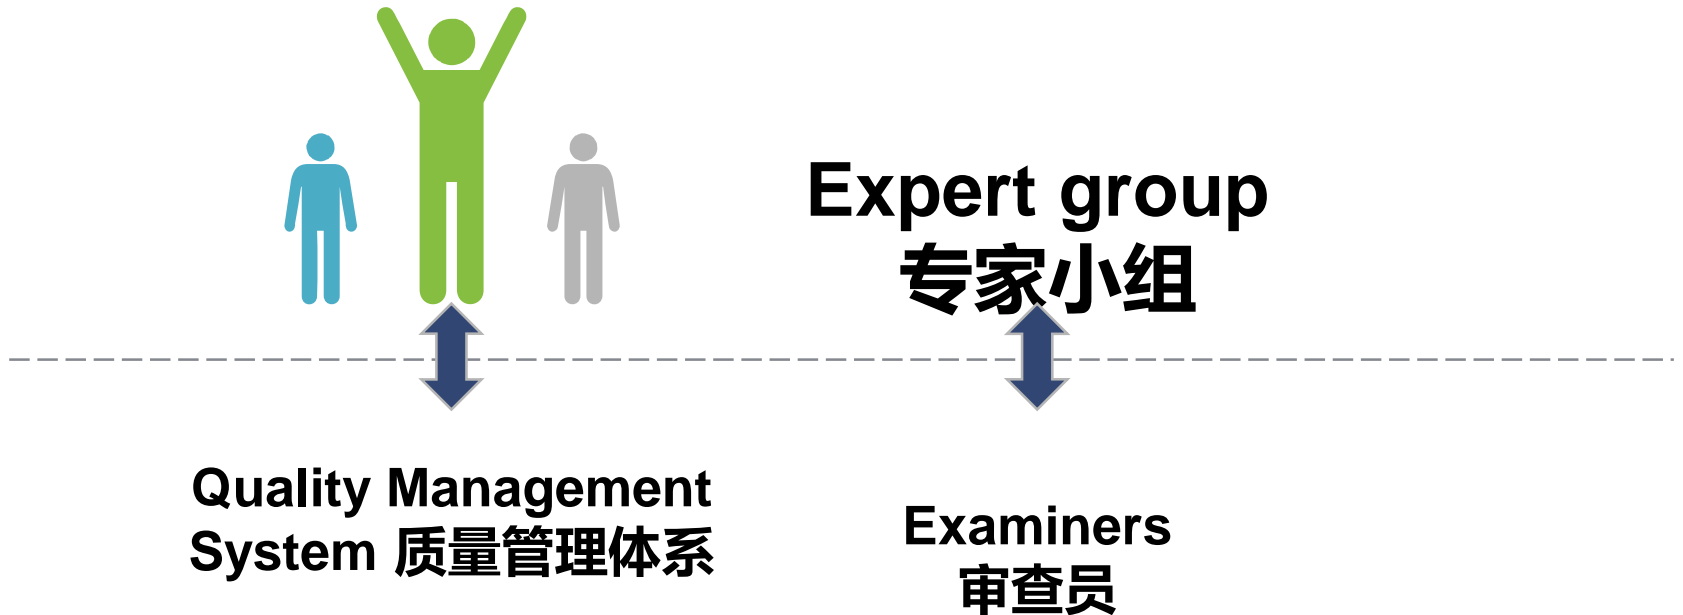 Expert group
专家小组
Quality Management
System 质量管理体系
Examiners
审查员